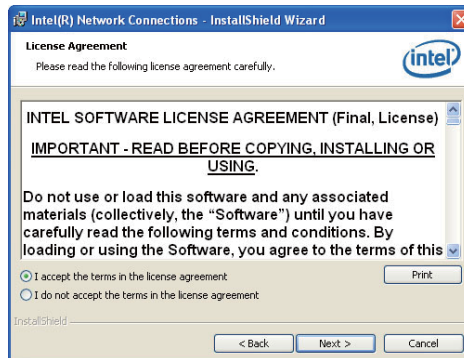 Intel(R) Network Connections - InstallShield Wizard
License Agreement
Please read the following license agreement carefully.
intel
INTEL SOFTWARE LICENSE AGREEMENT (Final, License)
IMPORTANT - READ BEFORE COPYING, INSTALLING OR
USING.
Do not use or load this software and any associated
materials (collectively, the “Software”) until you have
carefully read the following terms and conditions. By
loading or using the Software, you agree to the terms of this
I accept the terms in the license agreement
Print
I do not accept the terms in the license agreement
InstallShield
< Back
Next >
Cancel